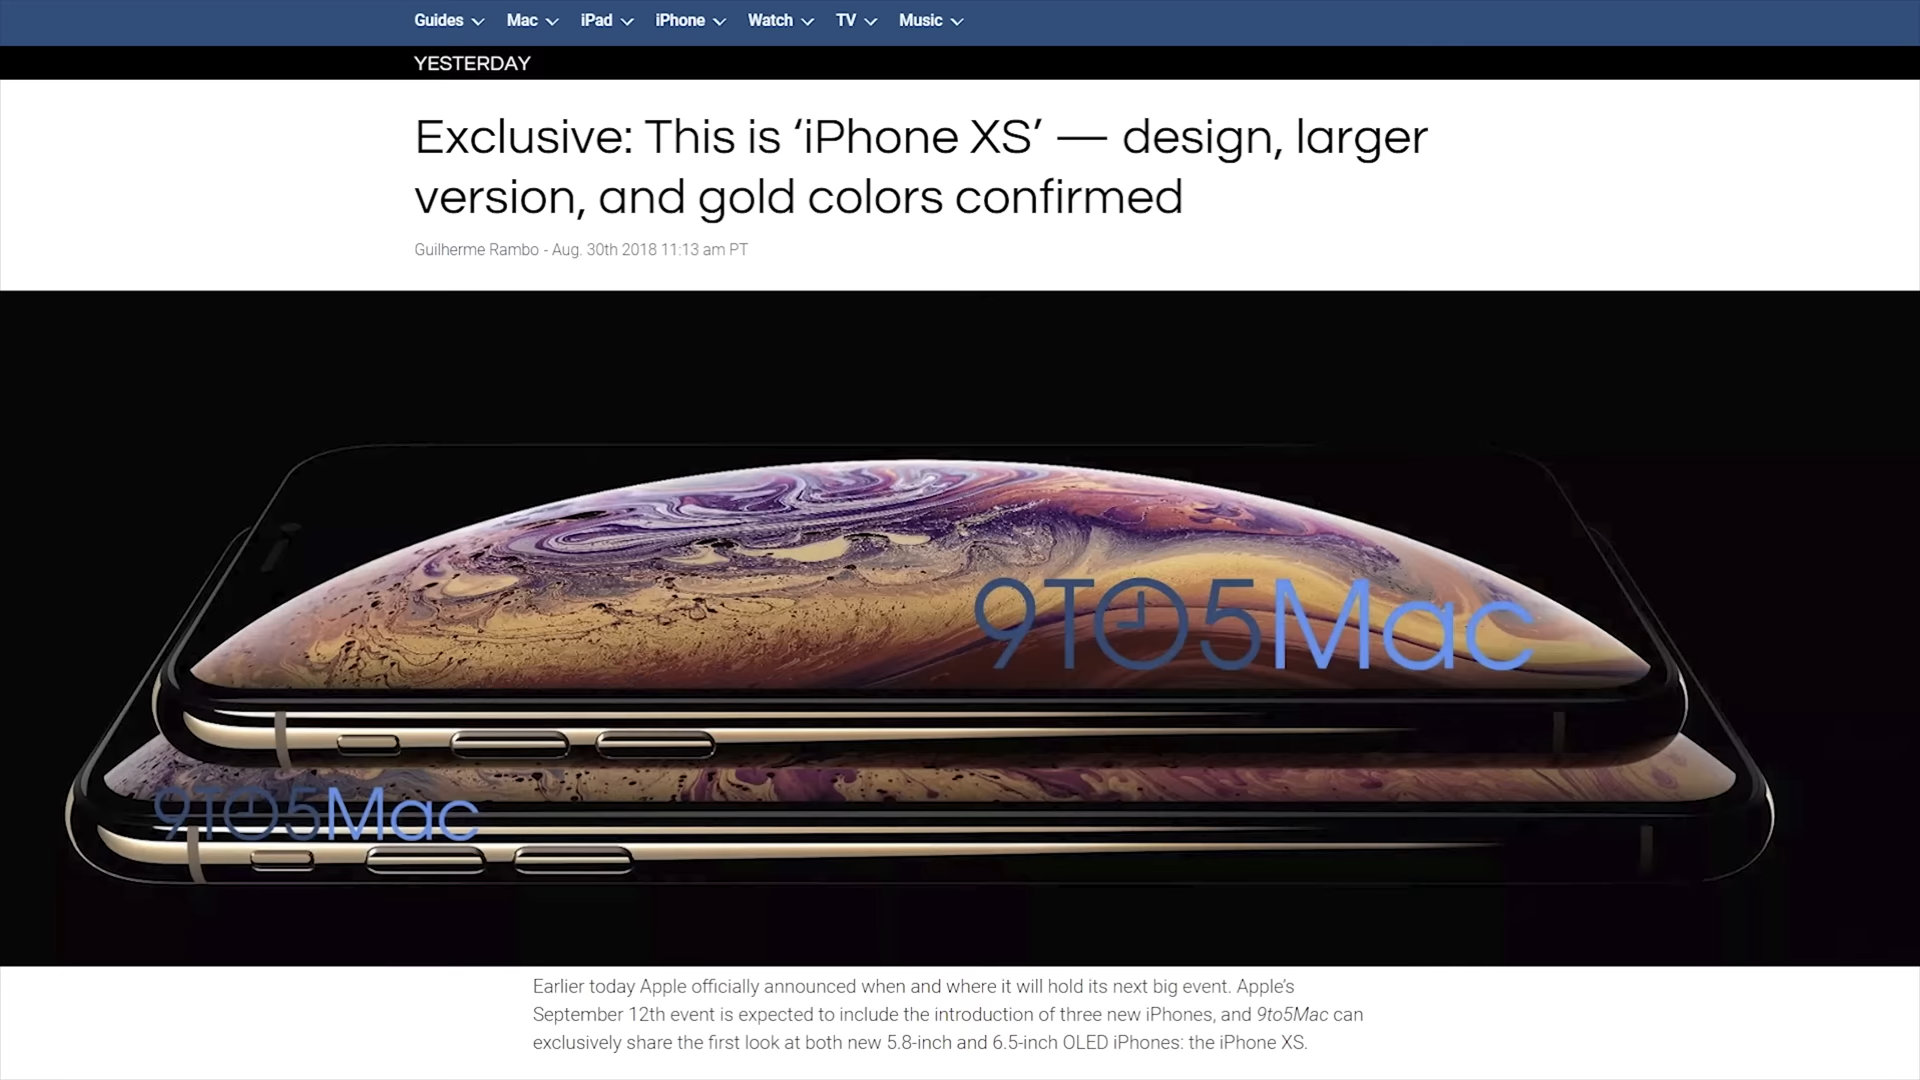 Guides Mac iPad iPhone Watch TV Music
YESTERDAY
Exclusive: This is ‘iPhone XS’ — design, larger
version, and gold colors confirmed
Guilherme Rambo - Aug. 30th 2018 11:13 am PT
9TO5Mac
9TO5Mac
Earlier today Apple officially announced when and where it will hold its next big event. Apple’s
September 12th event is expected to include the introduction of three new iPhones, and 9to5Mac can
exclusively share the first look at both new 5.8-inch and 6.5-inch OLED iPhones: the iPhone XS.